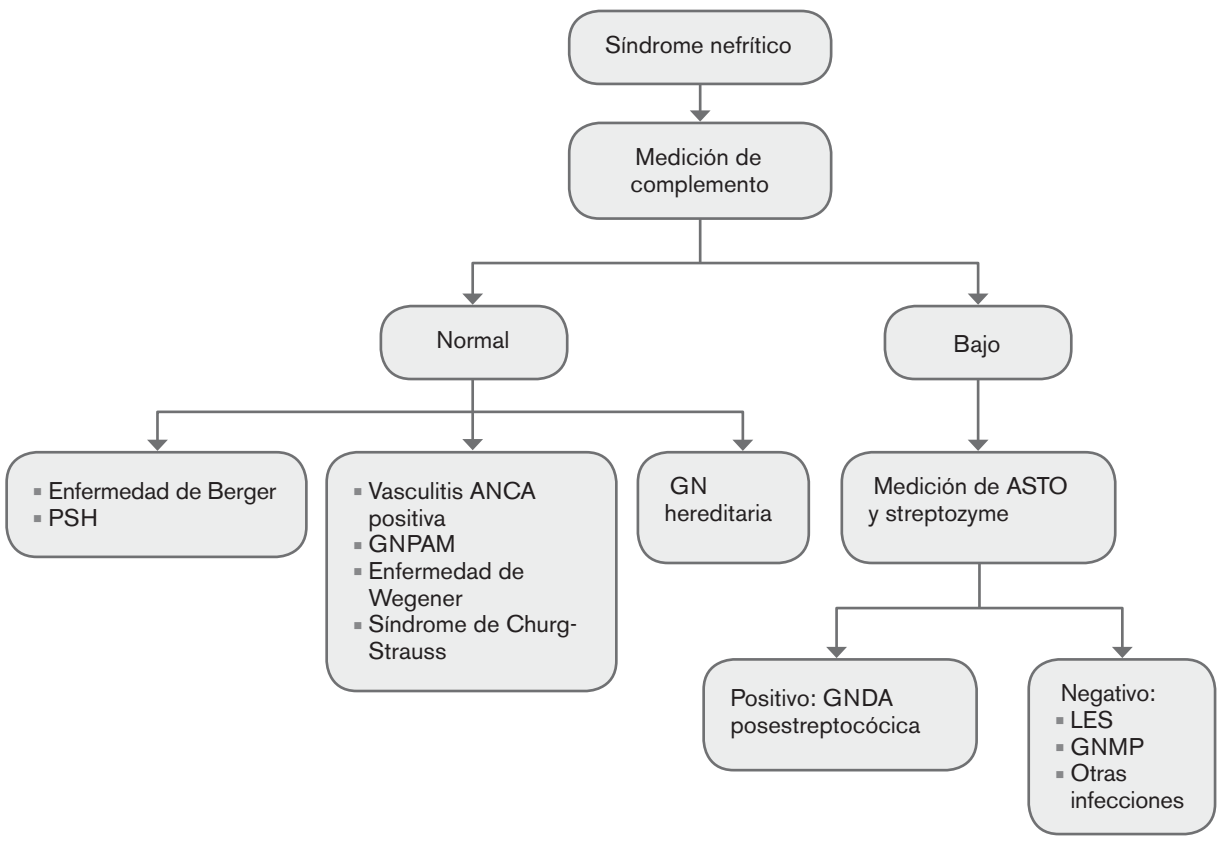 Síndrome nefrítico
Medición de
complemento
Normal
Bajo
▪ Enfermedad de Berger
▪ PSH
▪ Vasculitis ANCA
positiva
▪ GNPAM
▪ Enfermedad de
Wegener
▪ Síndrome de Churg-
Strauss
GN
hereditaria
Medición de ASTO
y streptozyme
Positivo: GNDA
posestreptocócica
Negativo:
▪ LES
▪ GNMP
▪ Otras
infecciones